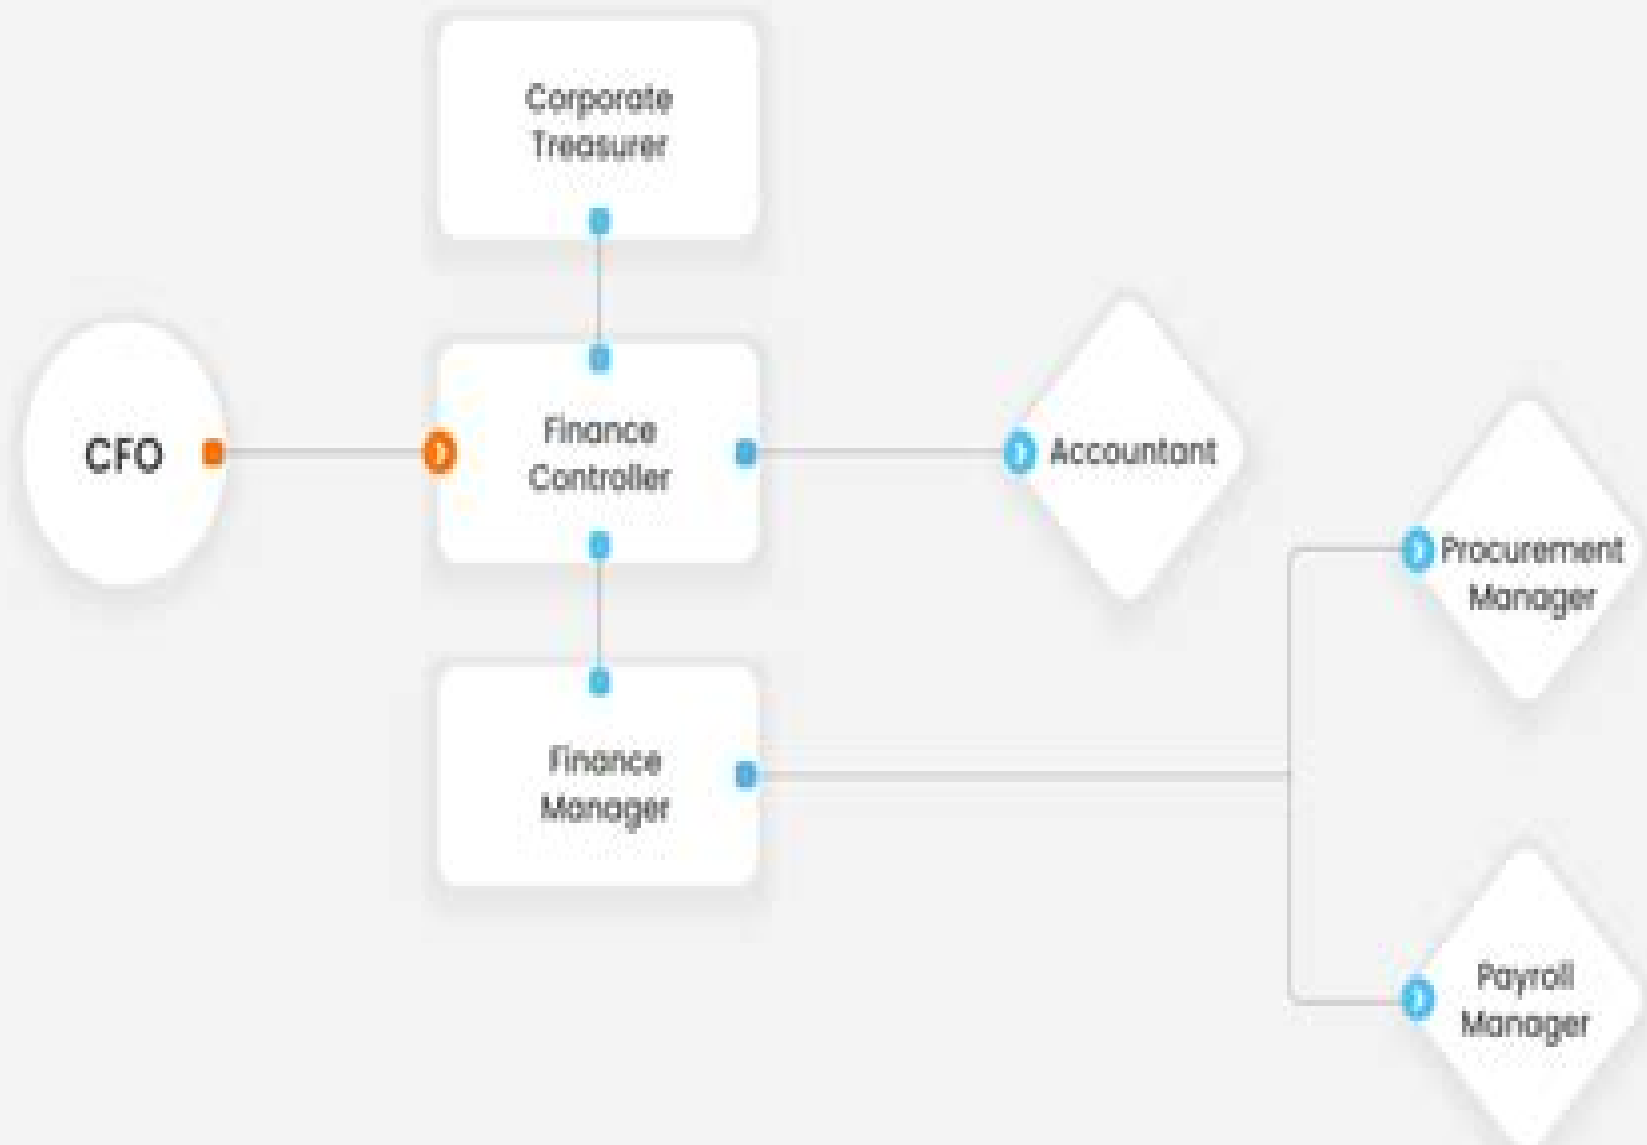 Corporate
Treasurer
CFO
Finance
Controller
Accountant
Procurement
Manager
Finance
Manager
Payroll
Manager